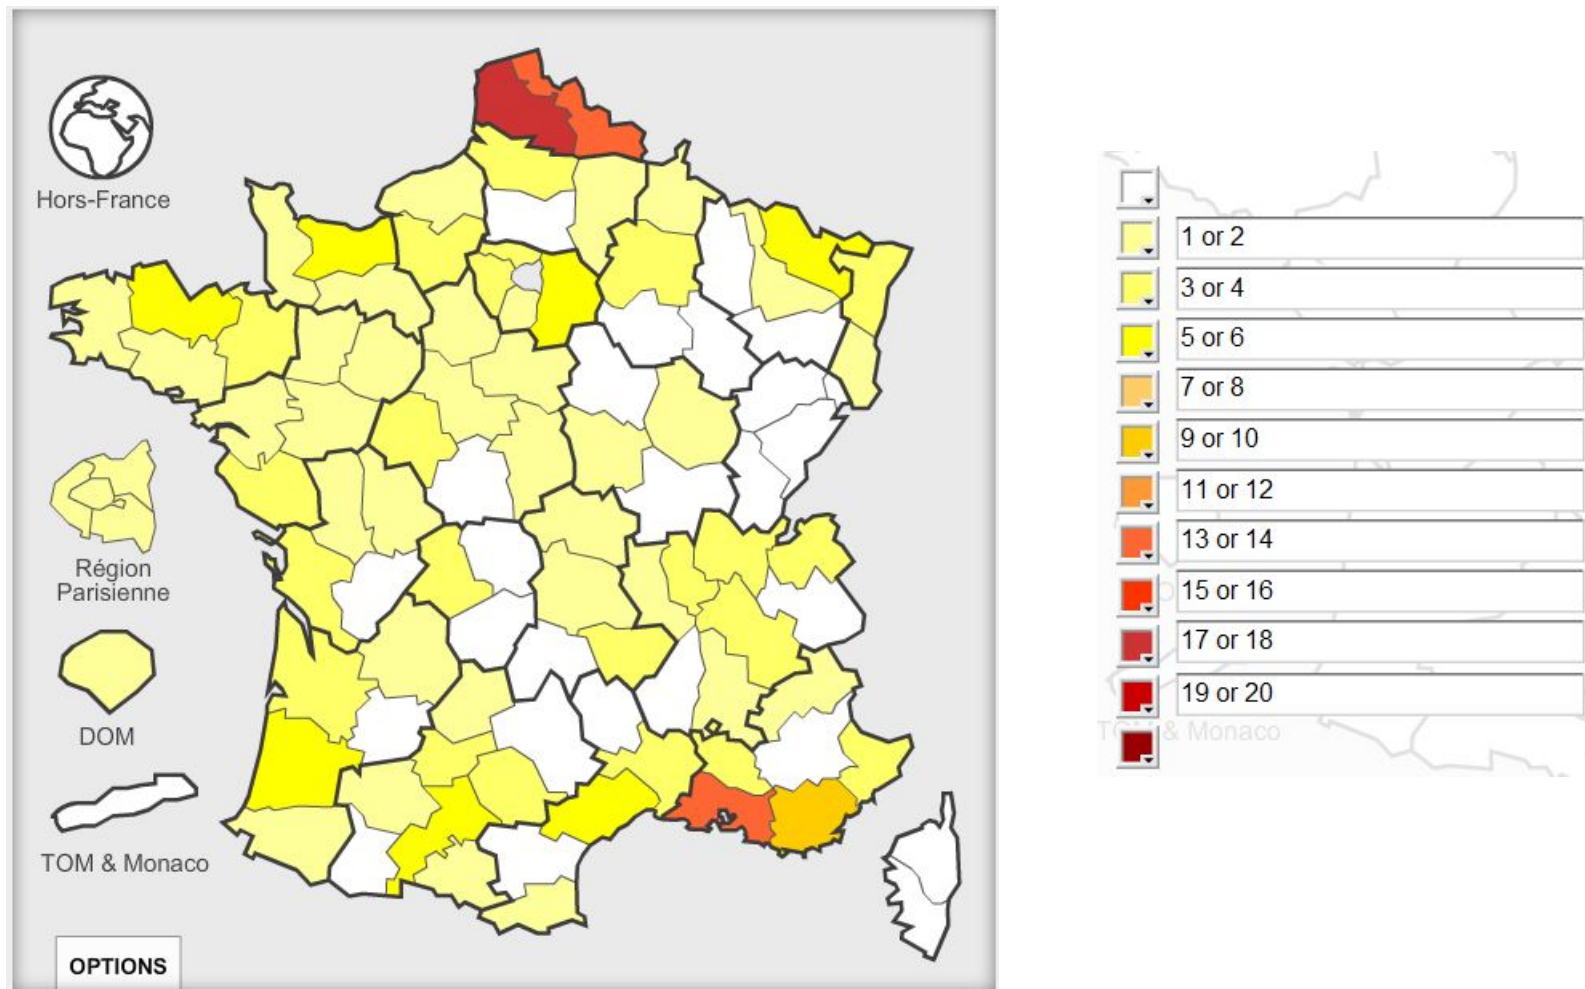 Hors-France
Région
Parisienne
DOM
TOM & Monaco
OPTIONS
1 or 2
3 or 4
5 or 6
7 or 8
9 or 10
11 or 12
13 or 14
15 or 16
17 or 18
19 or 20
& Monaco